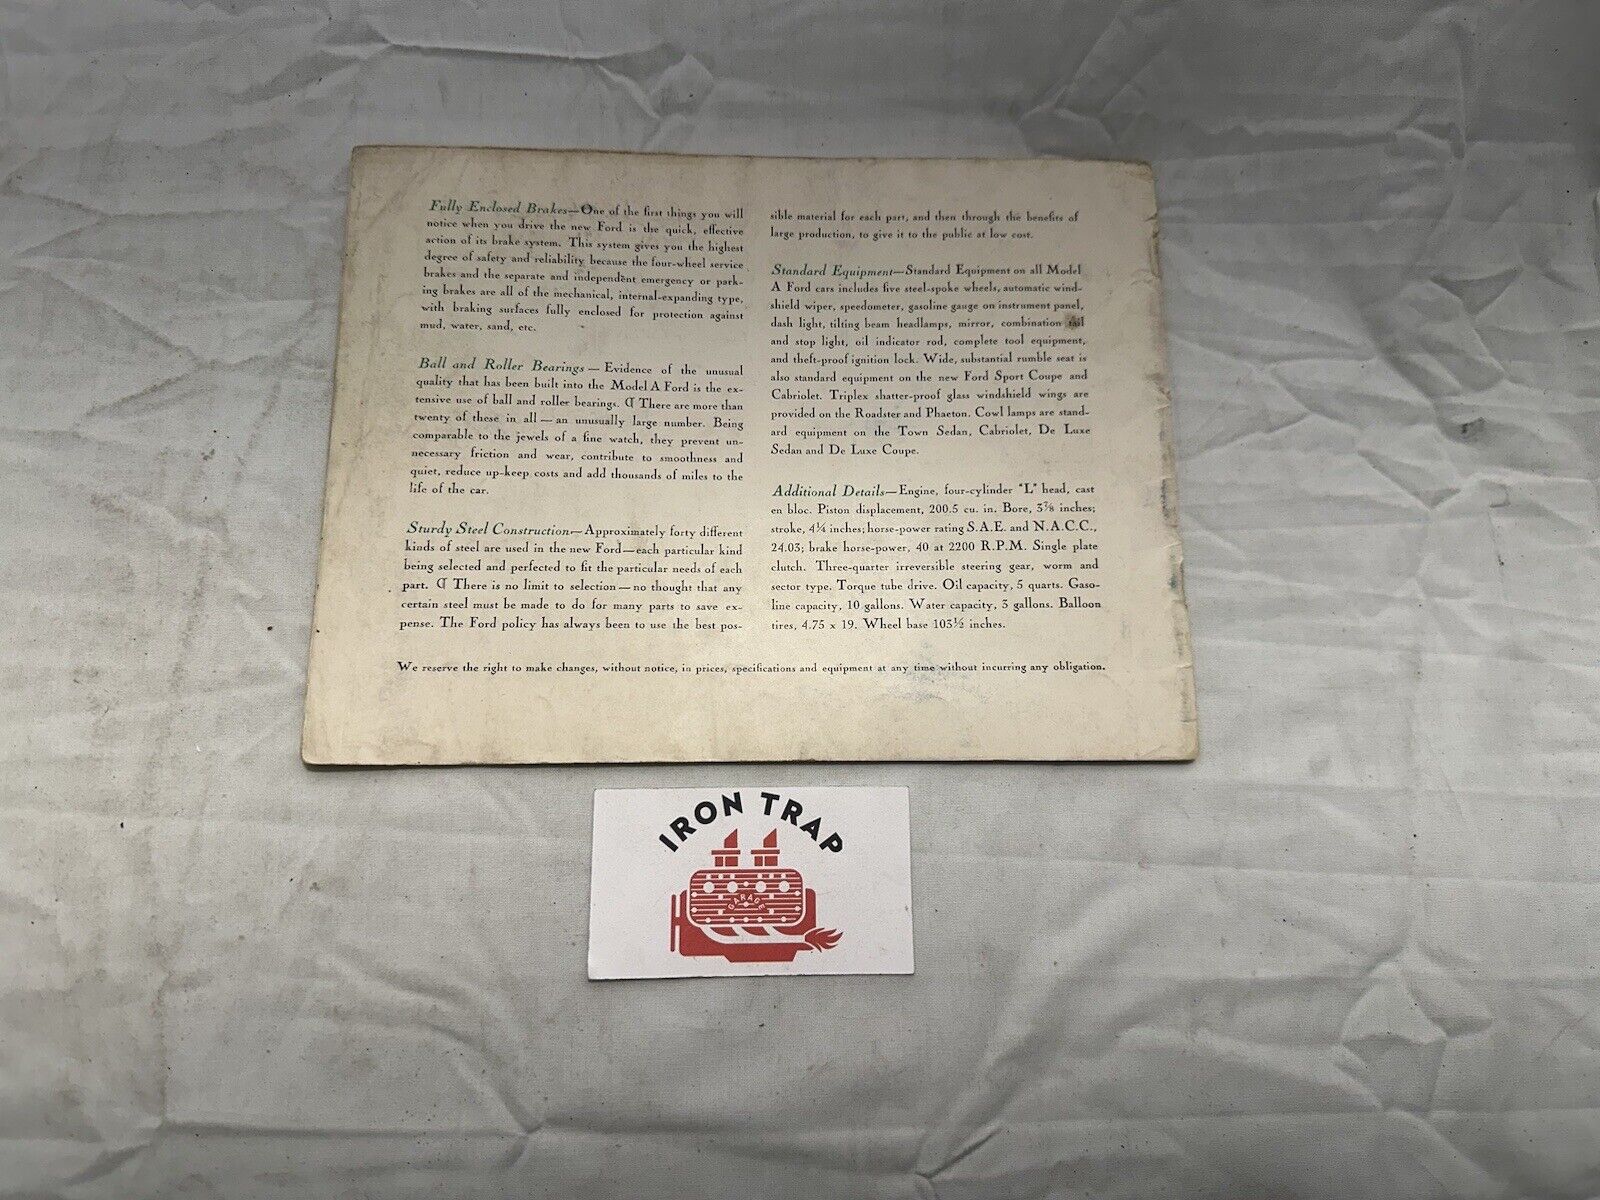 Fully Enclosed Brakes—One of the first things you will
notice when you drive the new Ford is the quick, effective
action of its brake system. This system gives you the highest
degree of safety and reliability because the four-wheel service
brakes and the separate and independent emergency or park-
ing brakes are all of the mechanical, internal-expanding type,
with braking surfaces fully enclosed for protection against
mud, water, sand, etc.
Ball and Roller Bearings — Evidence of the unusual
quality that has been built into the Model A Ford is the ex-
tensive use of ball and roller bearings. ¶ There are more than
twenty of these in all — an unusually large number. Being
comparable to the jewels of a fine watch, they prevent un-
necessary friction and wear, contribute to smoothness and
quiet, reduce up-keep costs and add thousands of miles to the
life of the car.
Sturdy Steel Construction—Approximately forty different
kinds of steel are used in the new Ford—each particular kind
being selected and perfected to fit the particular needs of each
part. ¶ There is no limit to selection — no thought that any
certain steel must be made to do for many parts to save ex-
pense. The Ford policy has always been to use the best pos-
sible material for each part, and then through the benefits of
large production, to give it to the public at low cost.
Standard Equipment—Standard Equipment on all Model
A Ford cars includes five steel-spoke wheels, automatic wind-
shield wiper, speedometer, gasoline gauge on instrument panel,
dash light, tilting beam headlamps, mirror, combination tail
and stop light, oil indicator rod, complete tool equipment,
and theft-proof ignition lock. Wide, substantial rumble seat is
also standard equipment on the new Ford Sport Coupe and
Cabriolet. Triplex shatter-proof glass windshield wings are
provided on the Roadster and Phaeton. Cowl lamps are stand-
ard equipment on the Town Sedan, Cabriolet, De Luxe
Sedan and De Luxe Coupe.
Additional Details—Engine, four-cylinder "L" head, cast
en bloc. Piston displacement, 200.5 cu. in. Bore, 3⅞ inches;
stroke, 4¼ inches; horse-power rating S.A.E. and N.A.C.C.,
24.03; brake horse-power, 40 at 2200 R.P.M. Single plate
clutch. Three-quarter irreversible steering gear, worm and
sector type. Torque tube drive. Oil capacity, 5 quarts. Gaso-
line capacity, 10 gallons. Water capacity, 3 gallons. Balloon
tires, 4.75 x 19. Wheel base 103½ inches.
We reserve the right to make changes, without notice, in prices, specifications and equipment at any time without incurring any obligation.
IRON TRAP
GARAGE